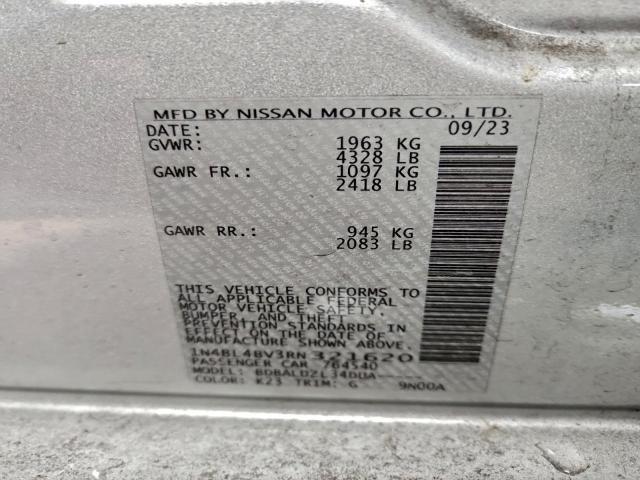 MFD BY NISSAN MOTOR CO., LTD.
DATE: 09/23
GVWR: 1963 KG
4328 LB
GAWR FR.: 1097 KG
2418 LB
GAWR RR.: 945 KG
2083 LB
THIS VEHICLE CONFORMS TO
ALL APPLICABLE FEDERAL
MOTOR VEHICLE SAFETY,
BUMPER, AND THEFT
PREVENTION STANDARDS
IN EFFECT ON THE DATE OF
MANUFACTURE SHOWN ABOVE.
1N4BL4BV3RN321620
PASSENGER CAR 764540
MODEL: BDBALDZL34DUA-----
COLOR: K23 TRIM: G 9N00A